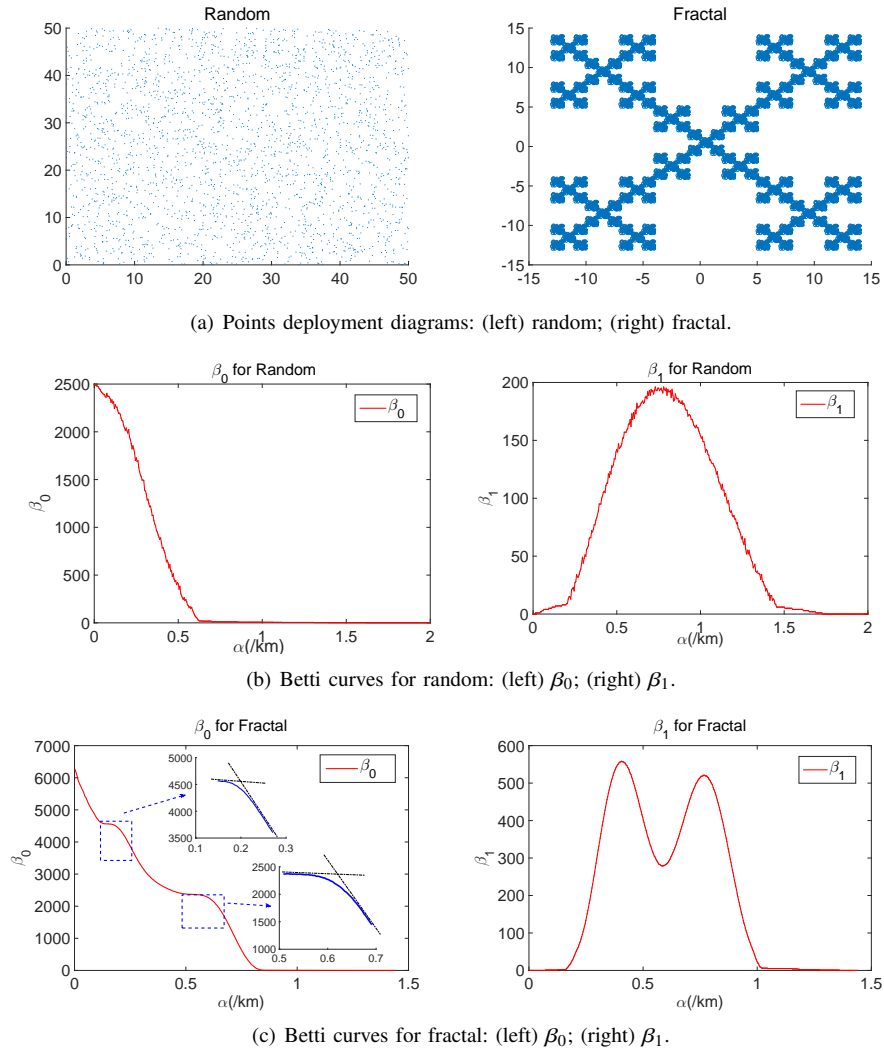 Random
50
40
30
20
10
0
0 10 20 30 40 50
Fractal
15
10
5
0
-5
-10
-15
-15 -10 -5 0 5 10 15
(a) Points deployment diagrams: (left) random; (right) fractal.
β0 for Random
2500
2000
1500
1000
500
0
β0
0 0.5 1 1.5 2
α(/km)
β0
β1 for Random
200
150
100
50
0
β1
0 0.5 1 1.5 2
α(/km)
β1
(b) Betti curves for random: (left) β0; (right) β1.
β0 for Fractal
7000
6000
5000
4000
3000
2000
1000
0
β0
0 0.5 1 1.5
α(/km)
β0
5000
4500
4000
3500
0.1 0.2 0.3
2500
2000
1500
1000
0.5 0.6 0.7
β1 for Fractal
600
500
400
300
200
100
0
β1
0 0.5 1 1.5
α(/km)
β1
(c) Betti curves for fractal: (left) β0; (right) β1.